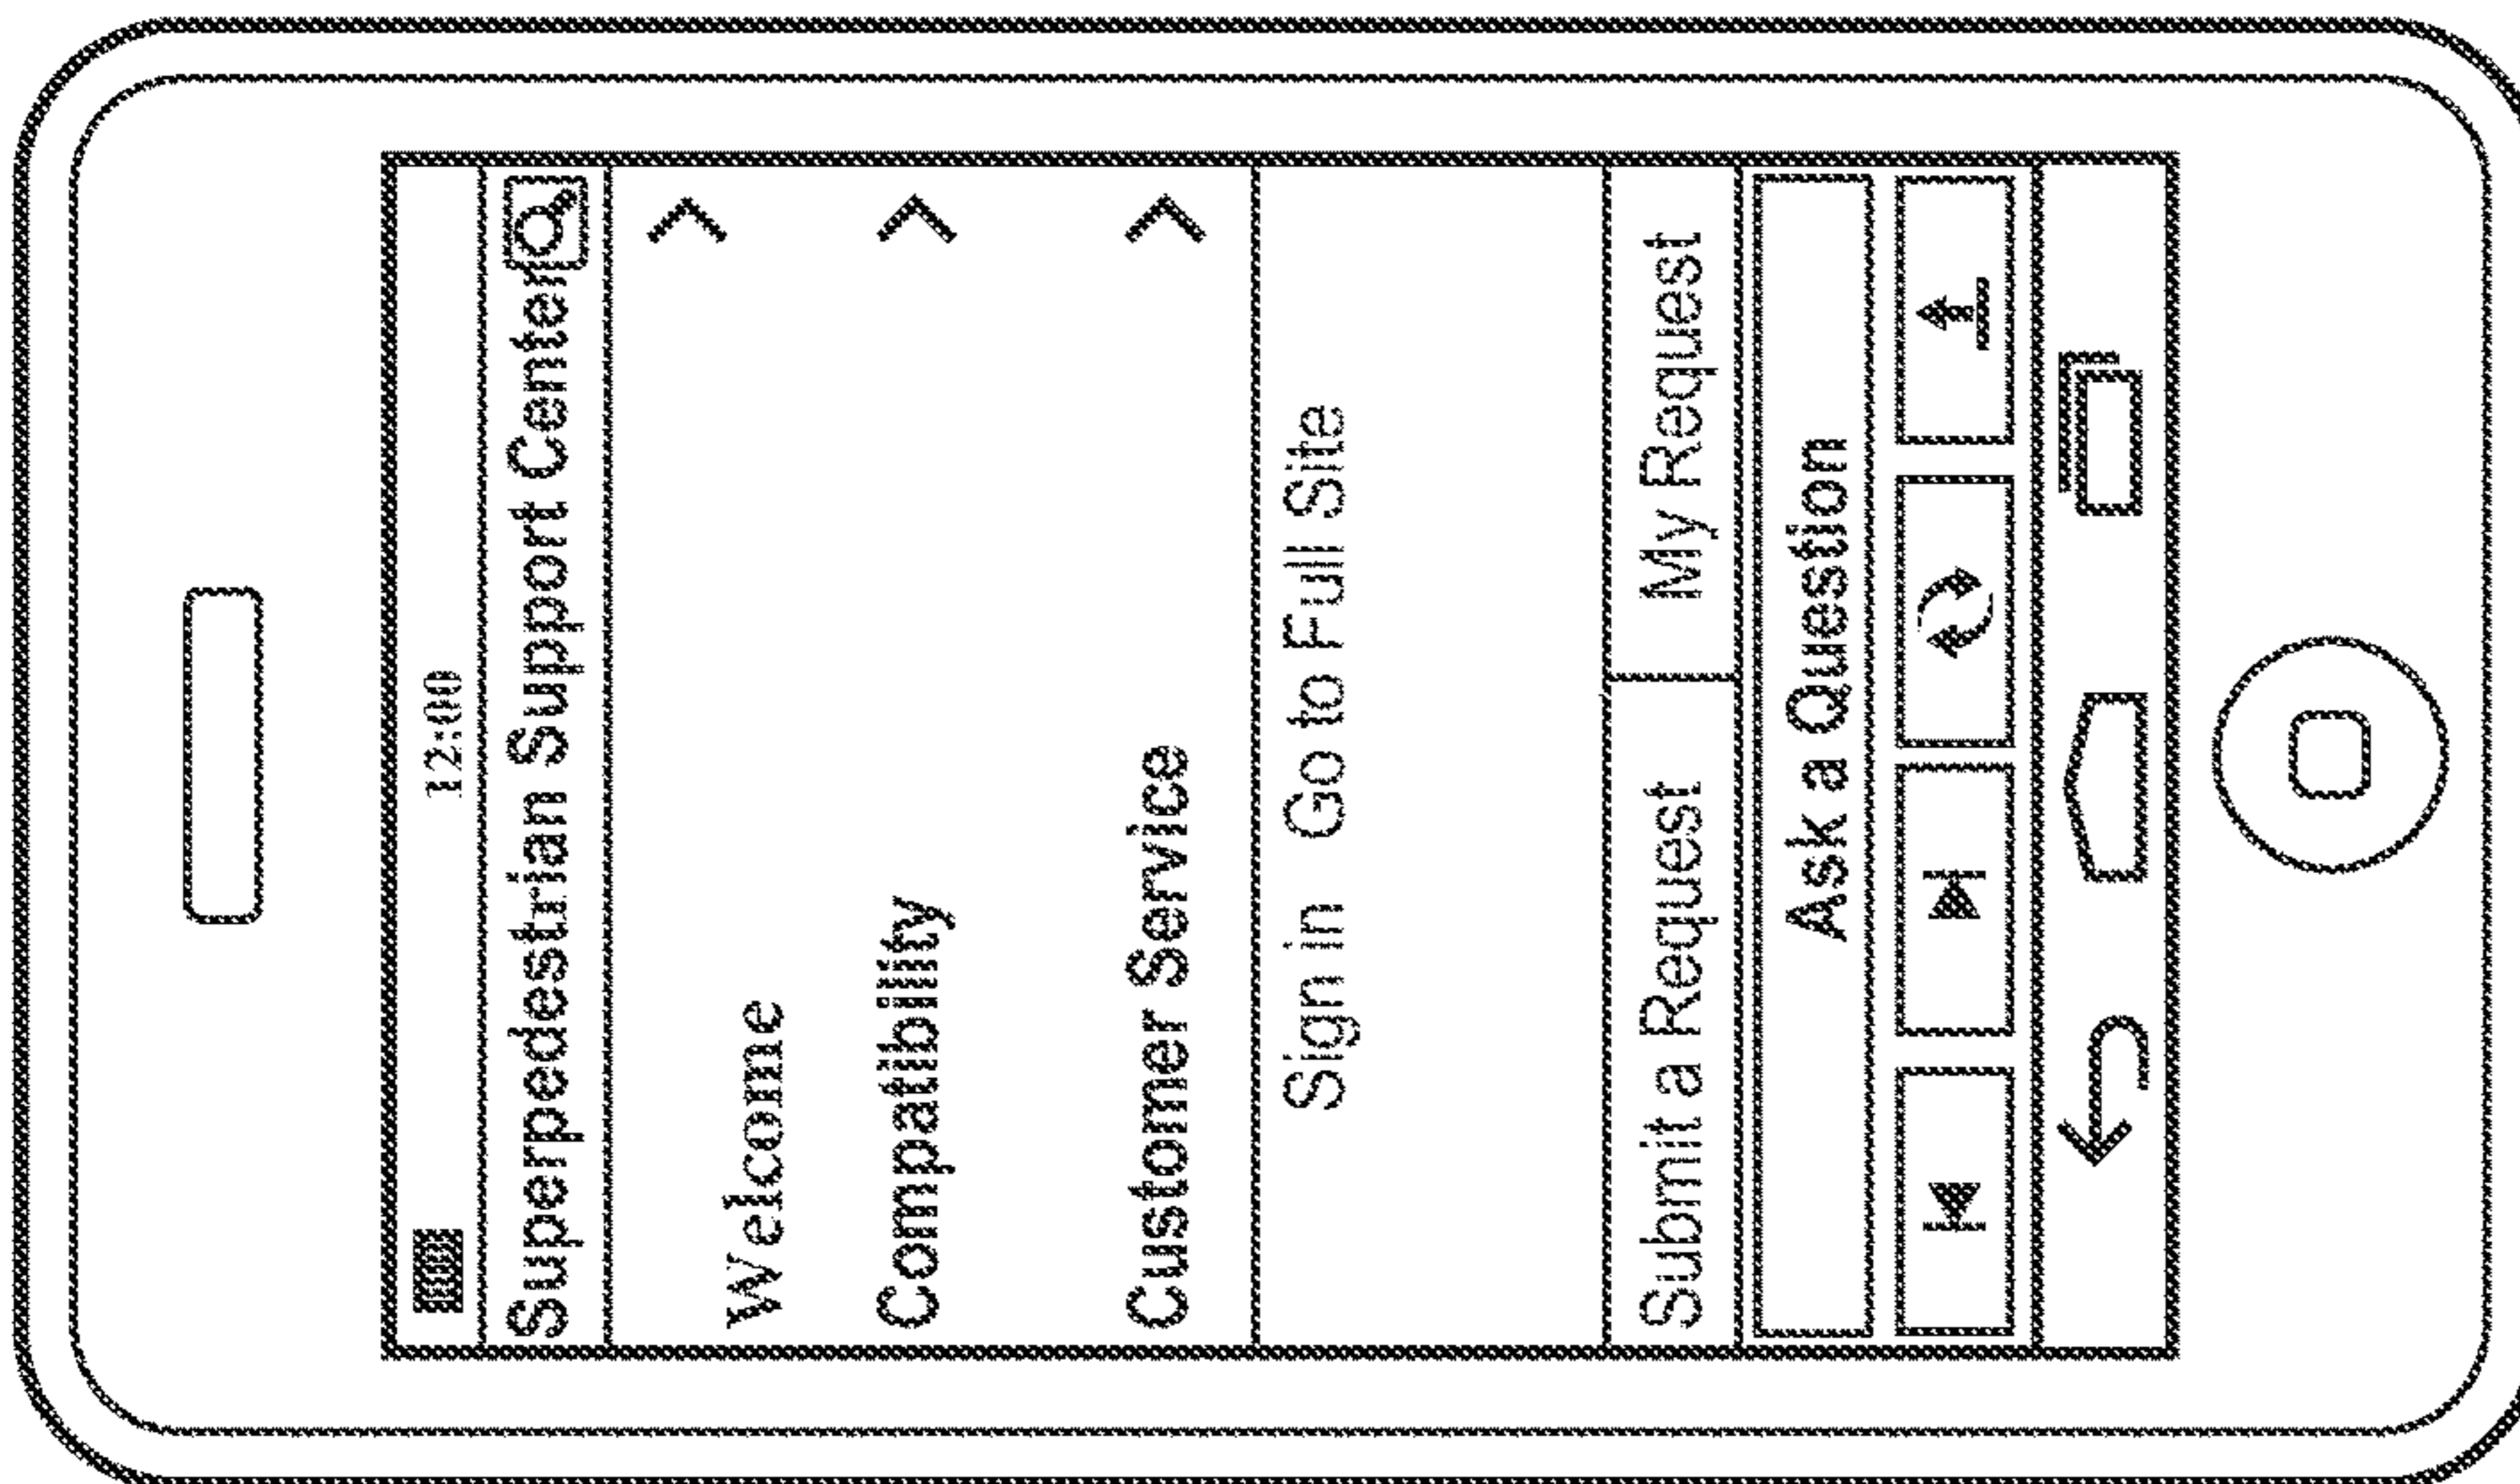 12:00
Superpedestrian Support Center
Welcome
Compatibility
Customer Service
Sign in Go to Full Site
Submit a Request My Request
Ask a Question